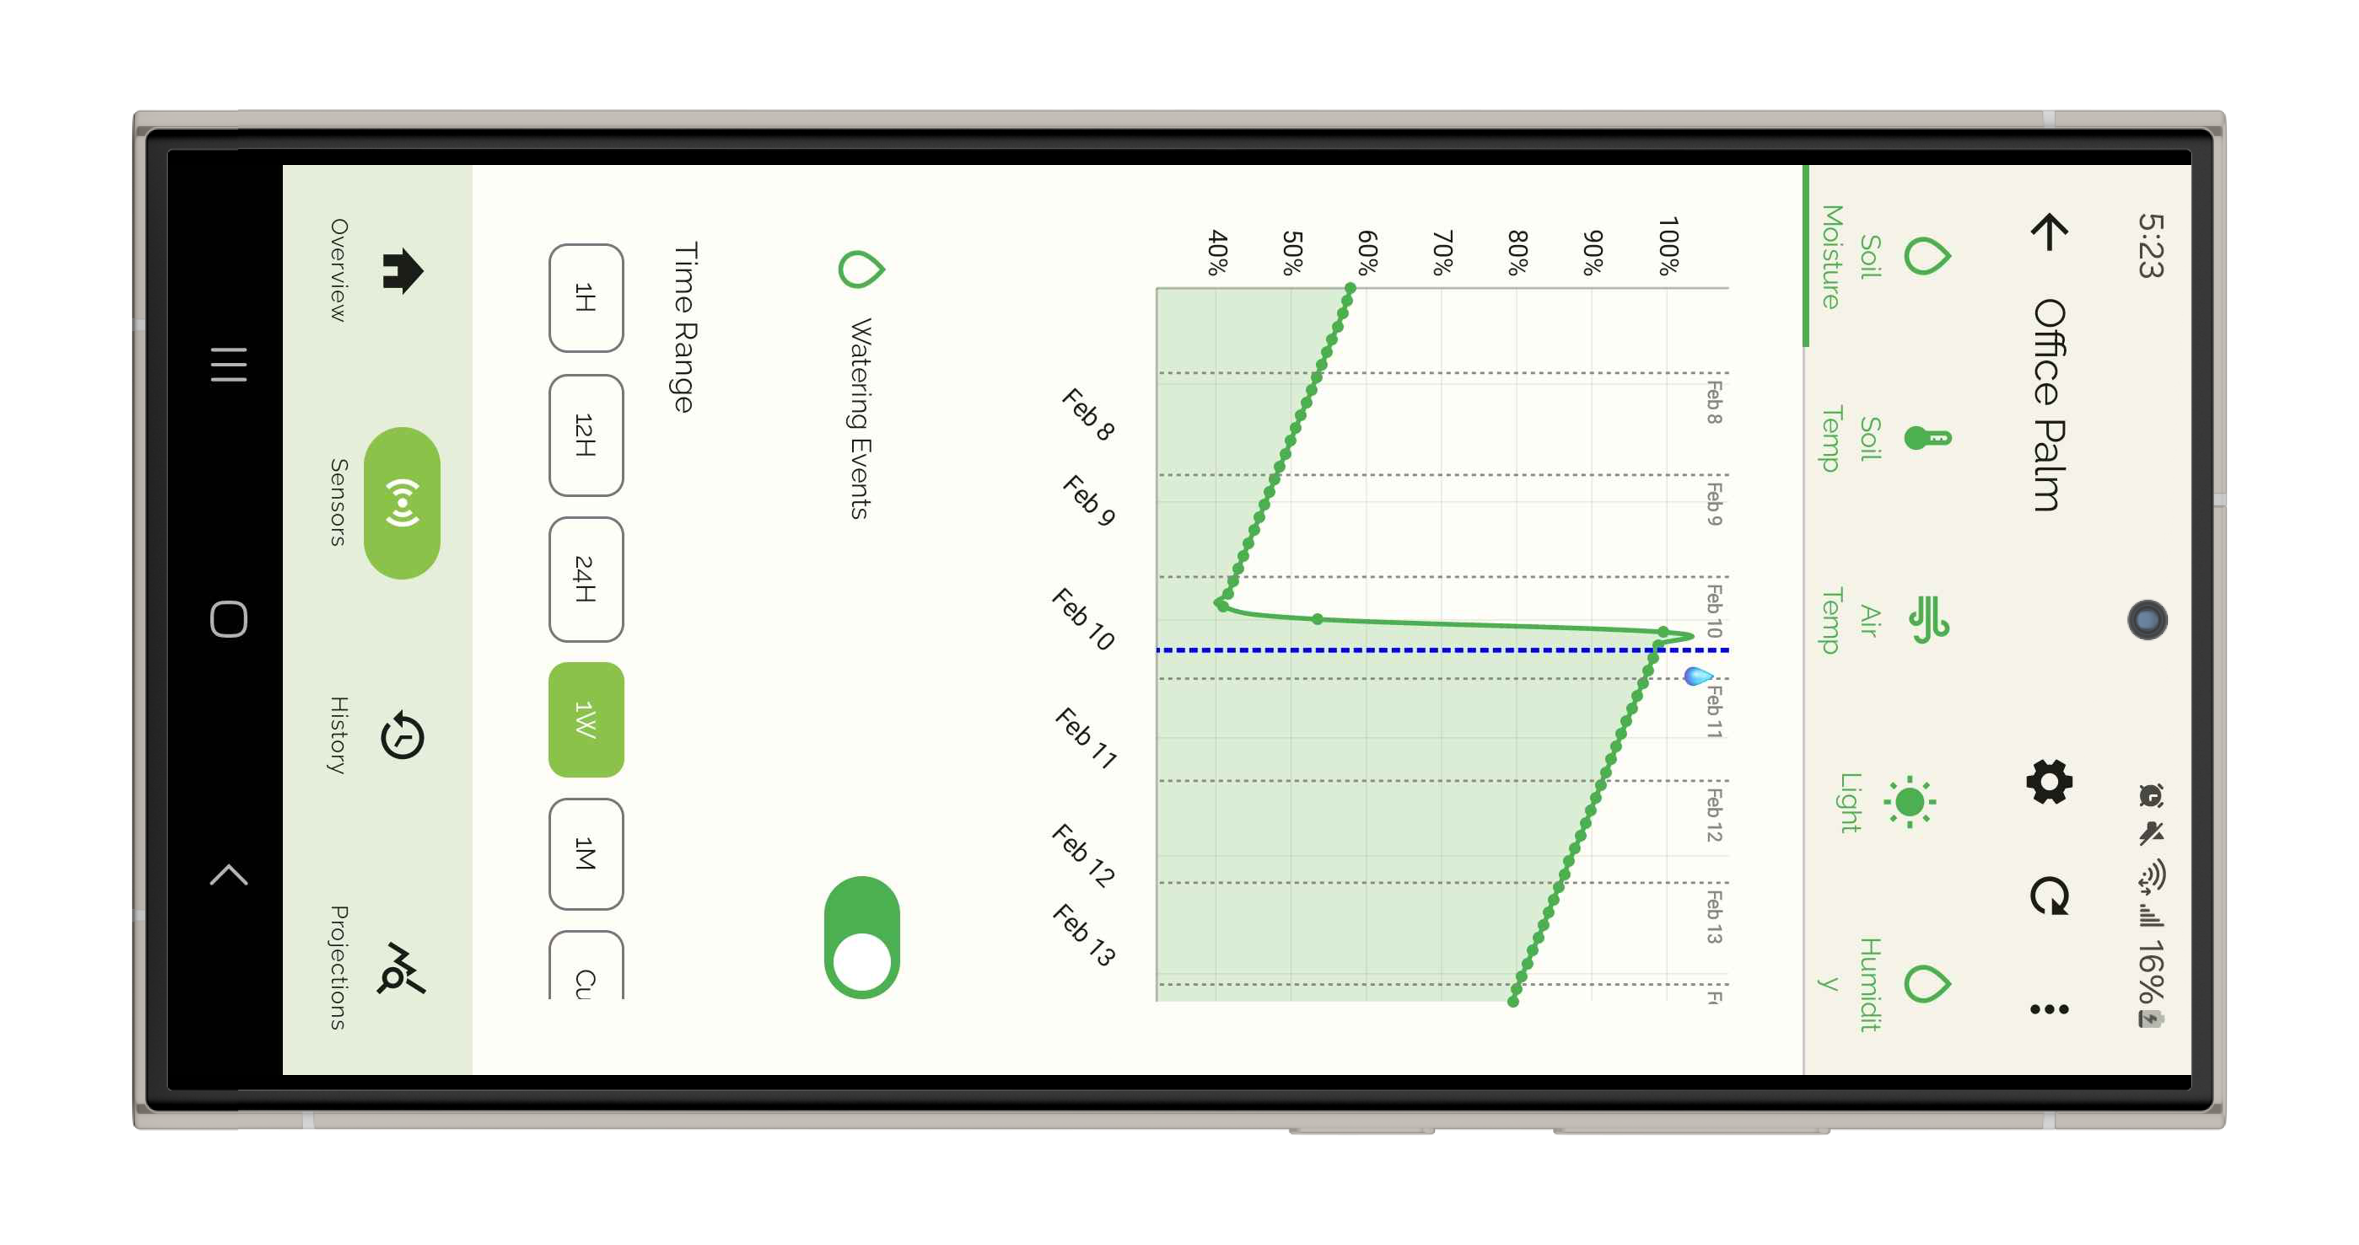 5:23
16%
Office Palm
Soil
Moisture
Soil
Temp
Air
Temp
Light
Humidit
y
Feb 8
Feb 9
Feb 10
Feb 11
Feb 12
Feb 13
Fe
100%
90%
80%
70%
60%
50%
40%
Feb 8
Feb 9
Feb 10
Feb 11
Feb 12
Feb 13
Watering Events
Time Range
1H
12H
24H
1W
1M
Cu
Overview
Sensors
History
Projections